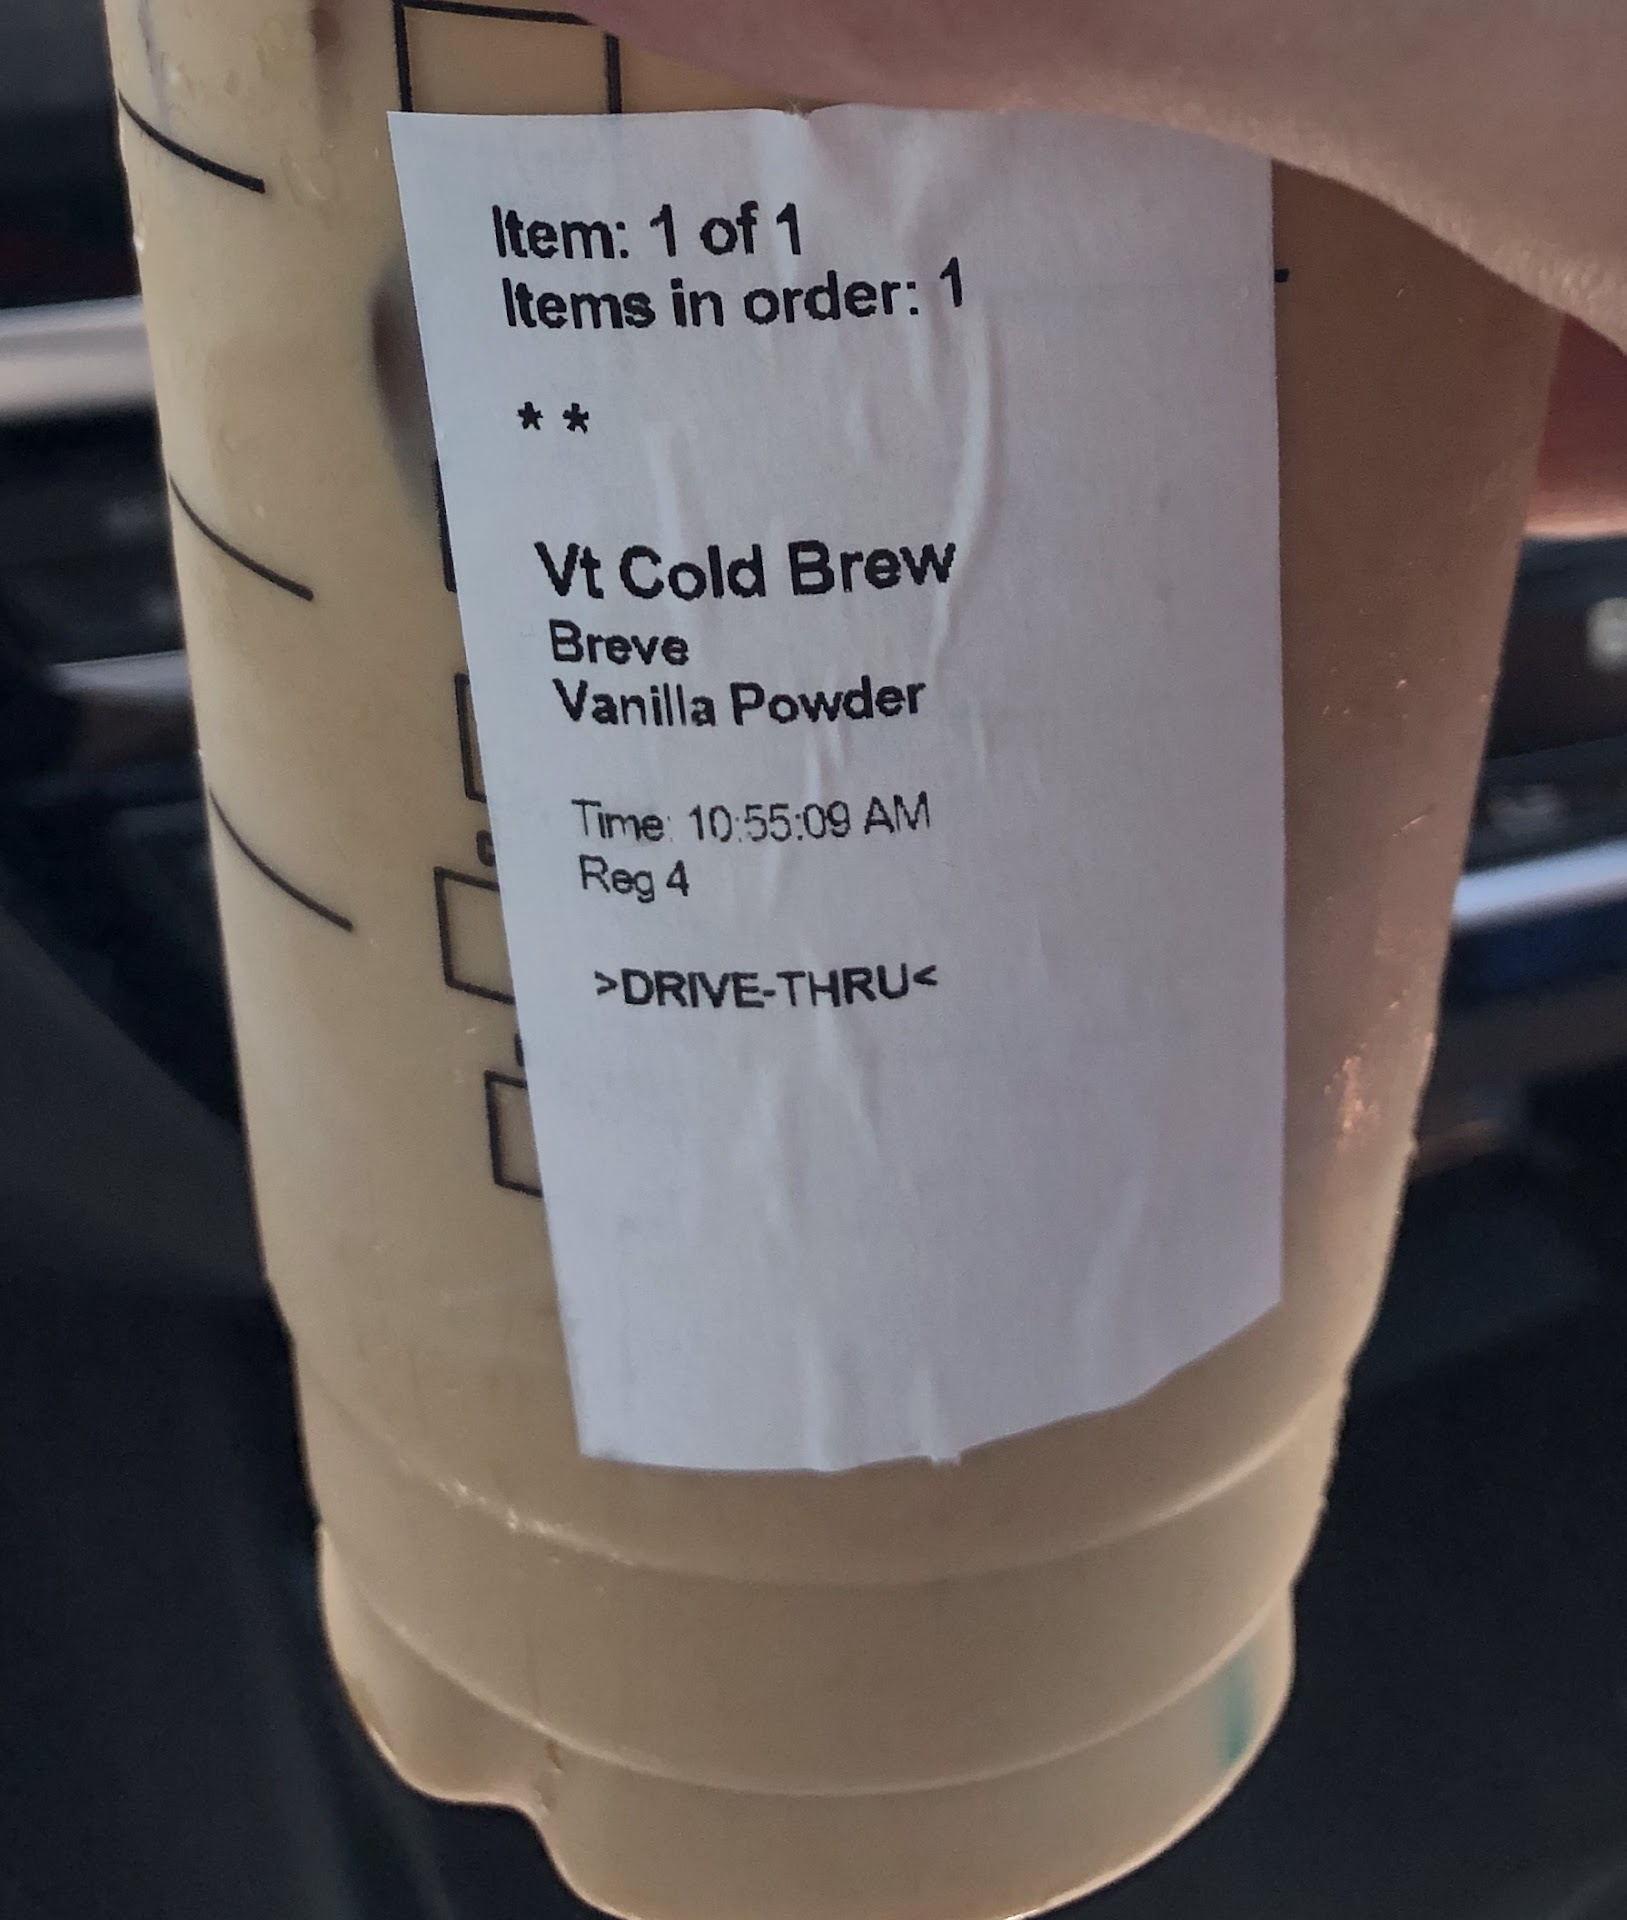 Item: 1 of 1
Items in order: 1
* *
Vt Cold Brew
Breve
Vanilla Powder
Time: 10:55:09 AM
Reg 4
>DRIVE-THRU<